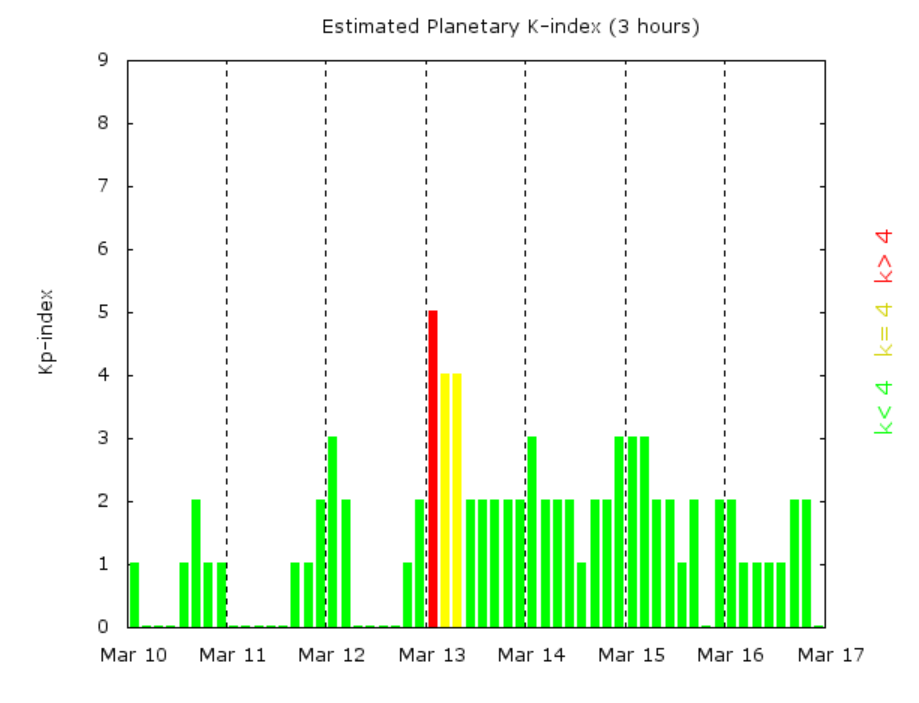 Estimated Planetary K-index (3 hours)
9
8
7
6
5
4
3
2
1
0
Kp-index
k< 4 k= 4 k> 4
Mar 10 Mar 11 Mar 12 Mar 13 Mar 14 Mar 15 Mar 16 Mar 17